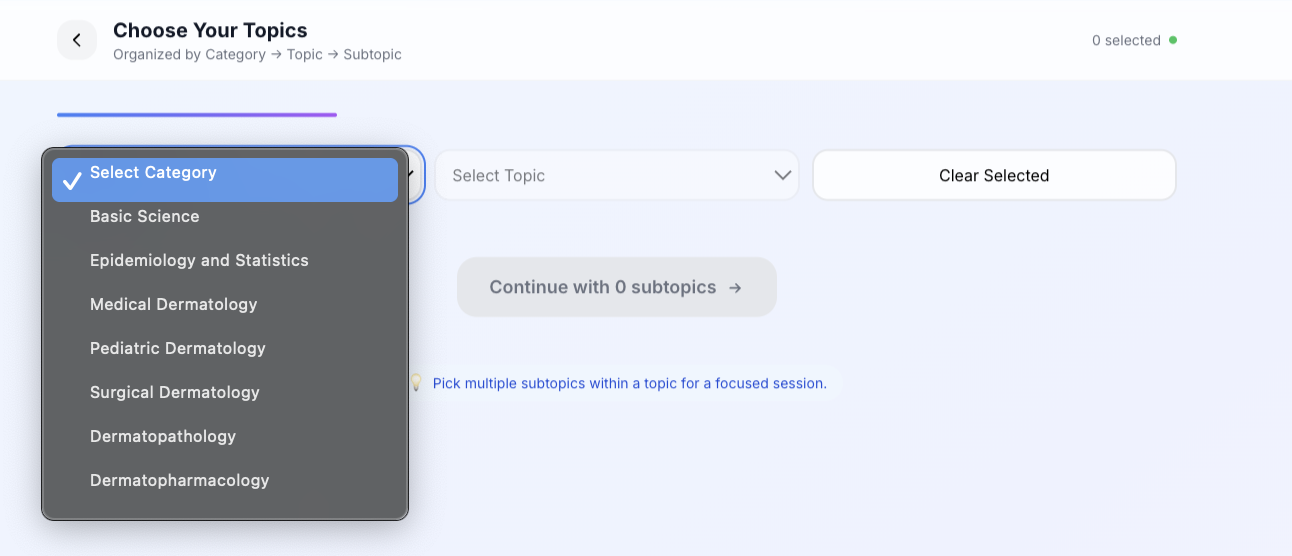 Choose Your Topics
Organized by Category → Topic → Subtopic
0 selected
Select Category
Basic Science
Epidemiology and Statistics
Medical Dermatology
Pediatric Dermatology
Surgical Dermatology
Dermatopathology
Dermatopharmacology
Select Topic
Clear Selected
Continue with 0 subtopics →
Pick multiple subtopics within a topic for a focused session.